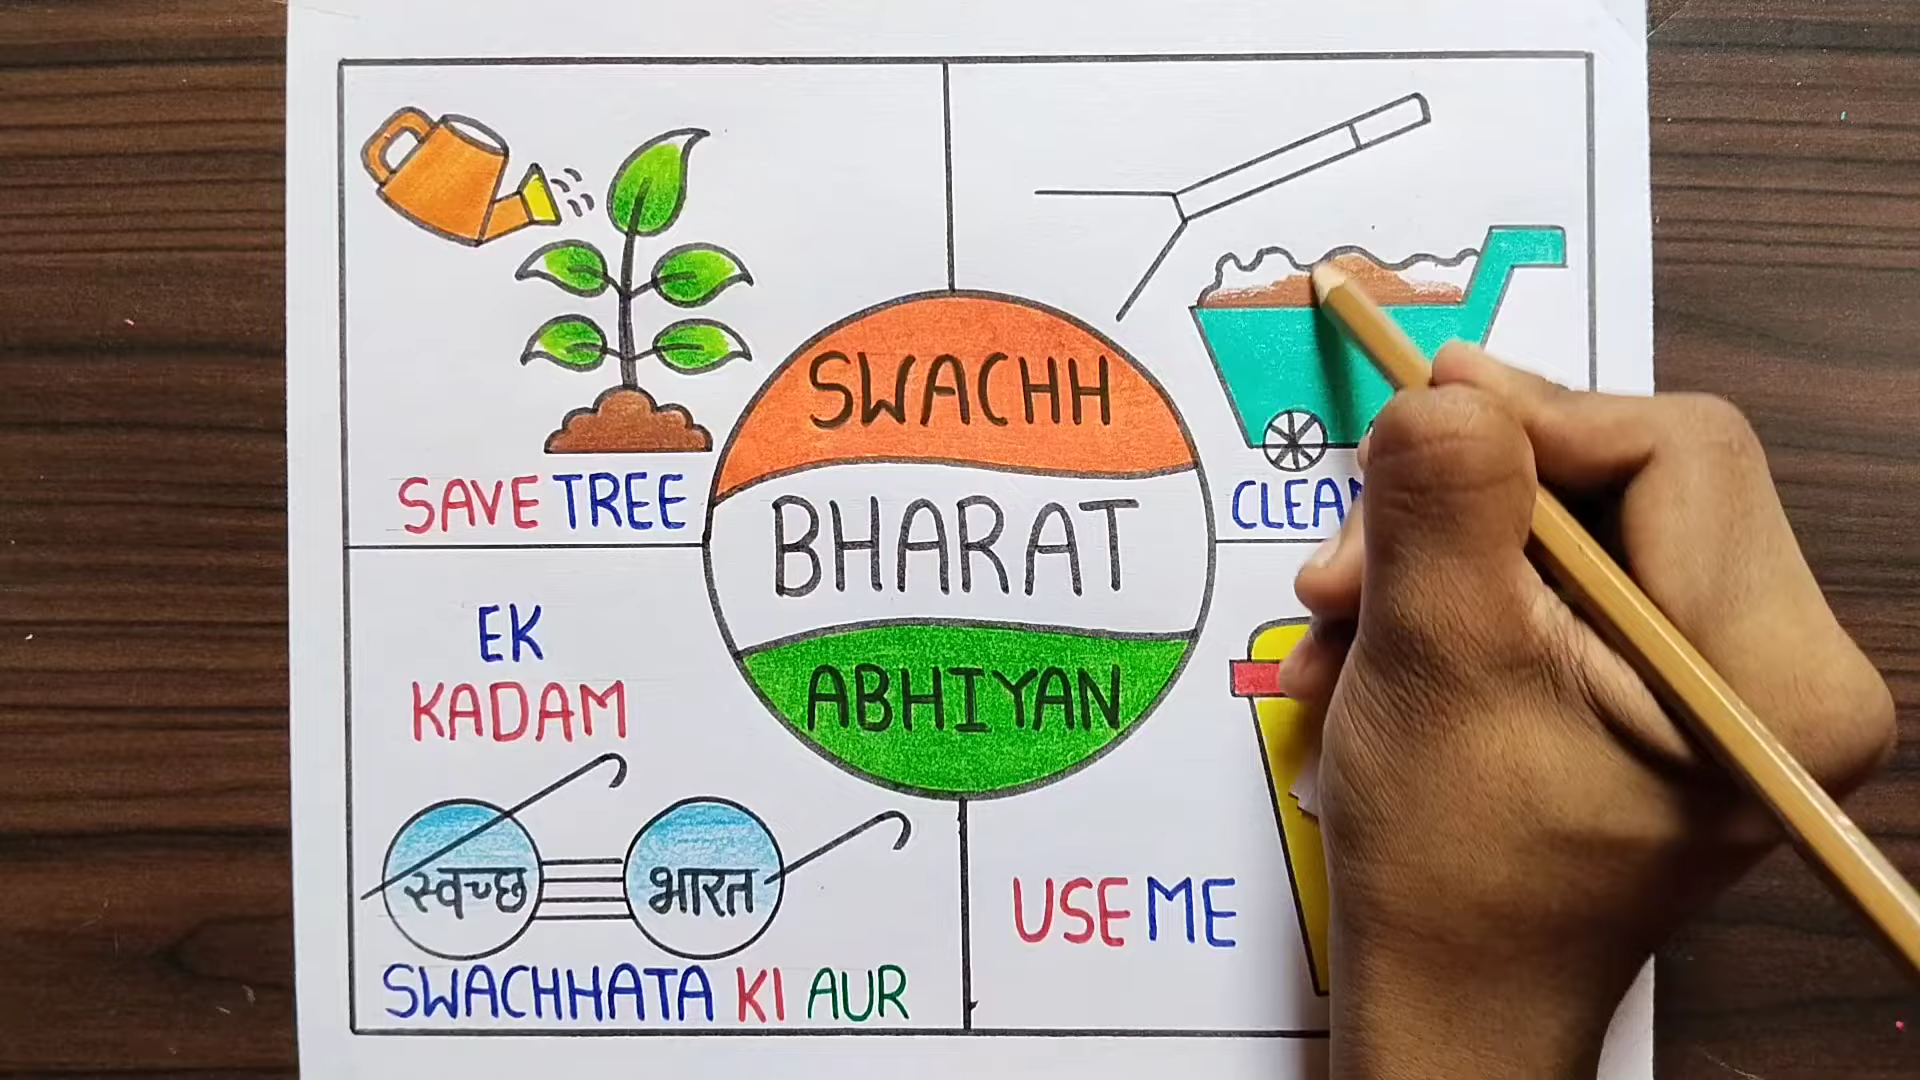 SAVE TREE
SWACHH
BHARAT
ABHIYAN
EK
KADAM
स्वच्छ भारत
SWACHHATA KI AUR
USE ME